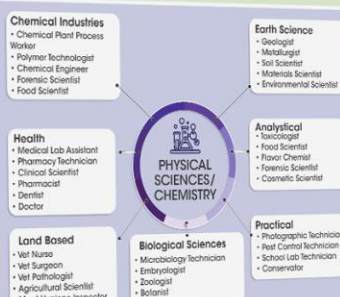 Chemical Industries
• Chemical Plant Process
Worker
• Polymer Technologist
• Chemical Engineer
• Forensic Scientist
• Food Scientist
Earth Science
• Geologist
• Metallurgist
• Soil Scientist
• Materials Scientist
• Environmental Scientist
Health
• Medical Lab Assistant
• Pharmacy Technician
• Clinical Scientist
• Pharmacist
• Dentist
• Doctor
PHYSICAL
SCIENCES/
CHEMISTRY
Analytical
• Toxicologist
• Food Scientist
• Flavor Chemist
• Forensic Scientist
• Cosmetic Scientist
Land Based
• Vet Nurse
• Vet Surgeon
• Vet Pathologist
• Agricultural Scientist
Biological Sciences
• Microbiology Technician
• Embryologist
• Zoologist
• Botanist
Practical
• Photographic Technician
• Pest Control Technician
• School Lab Technician
• Conservator